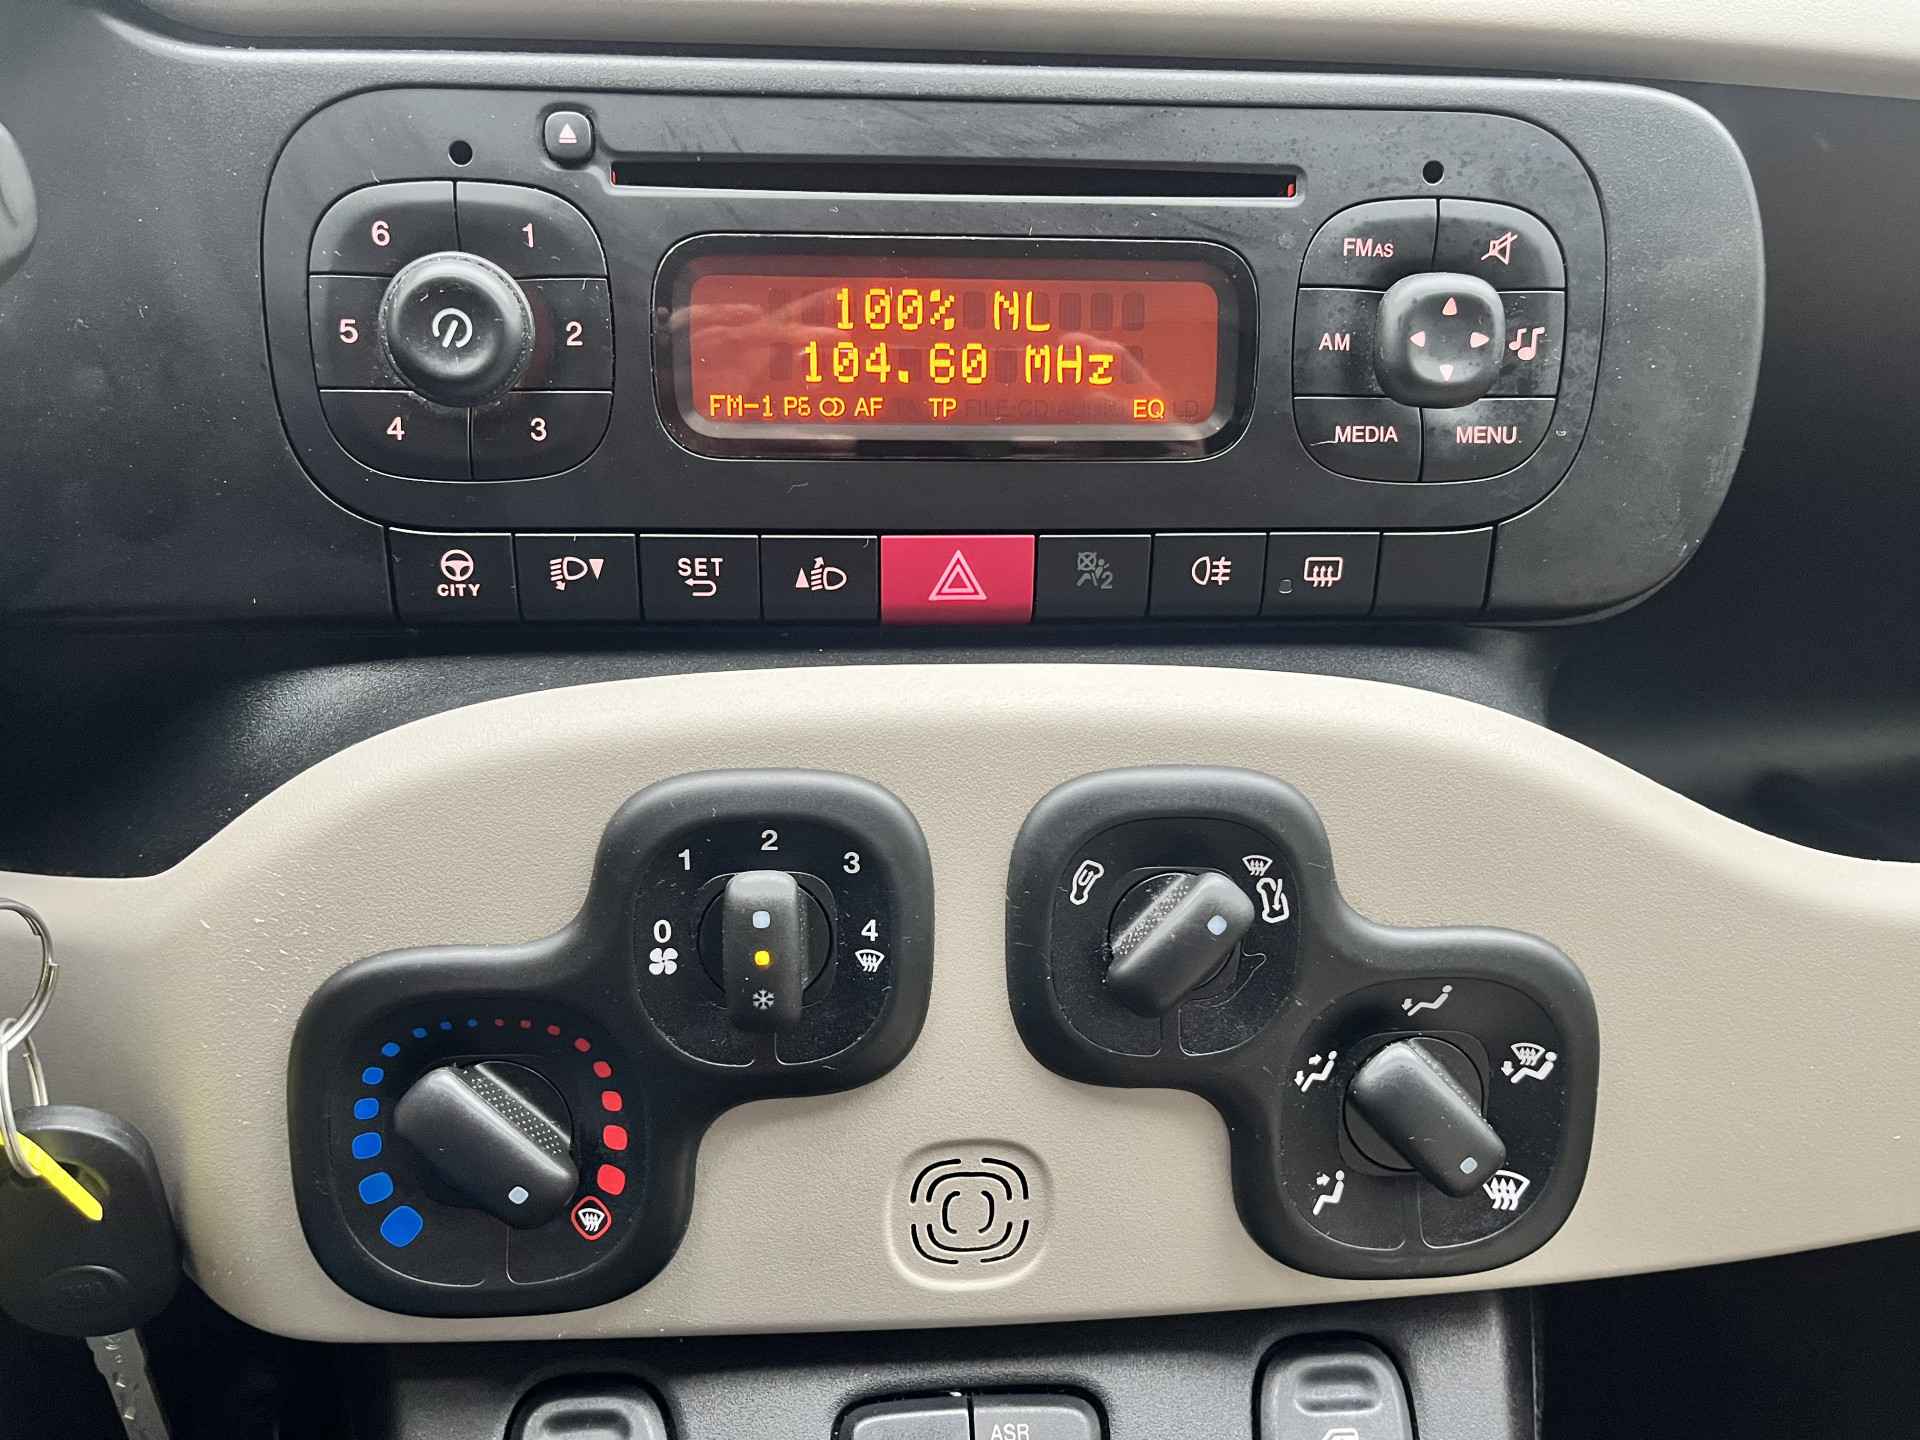 6 1
5 2
4 3
100% NL
104.60 MHz
FM-1 P6 AF TP EQ
FMAS
AM
MEDIA MENU
CITY
SET
2
1 2 3
0 4
ASR